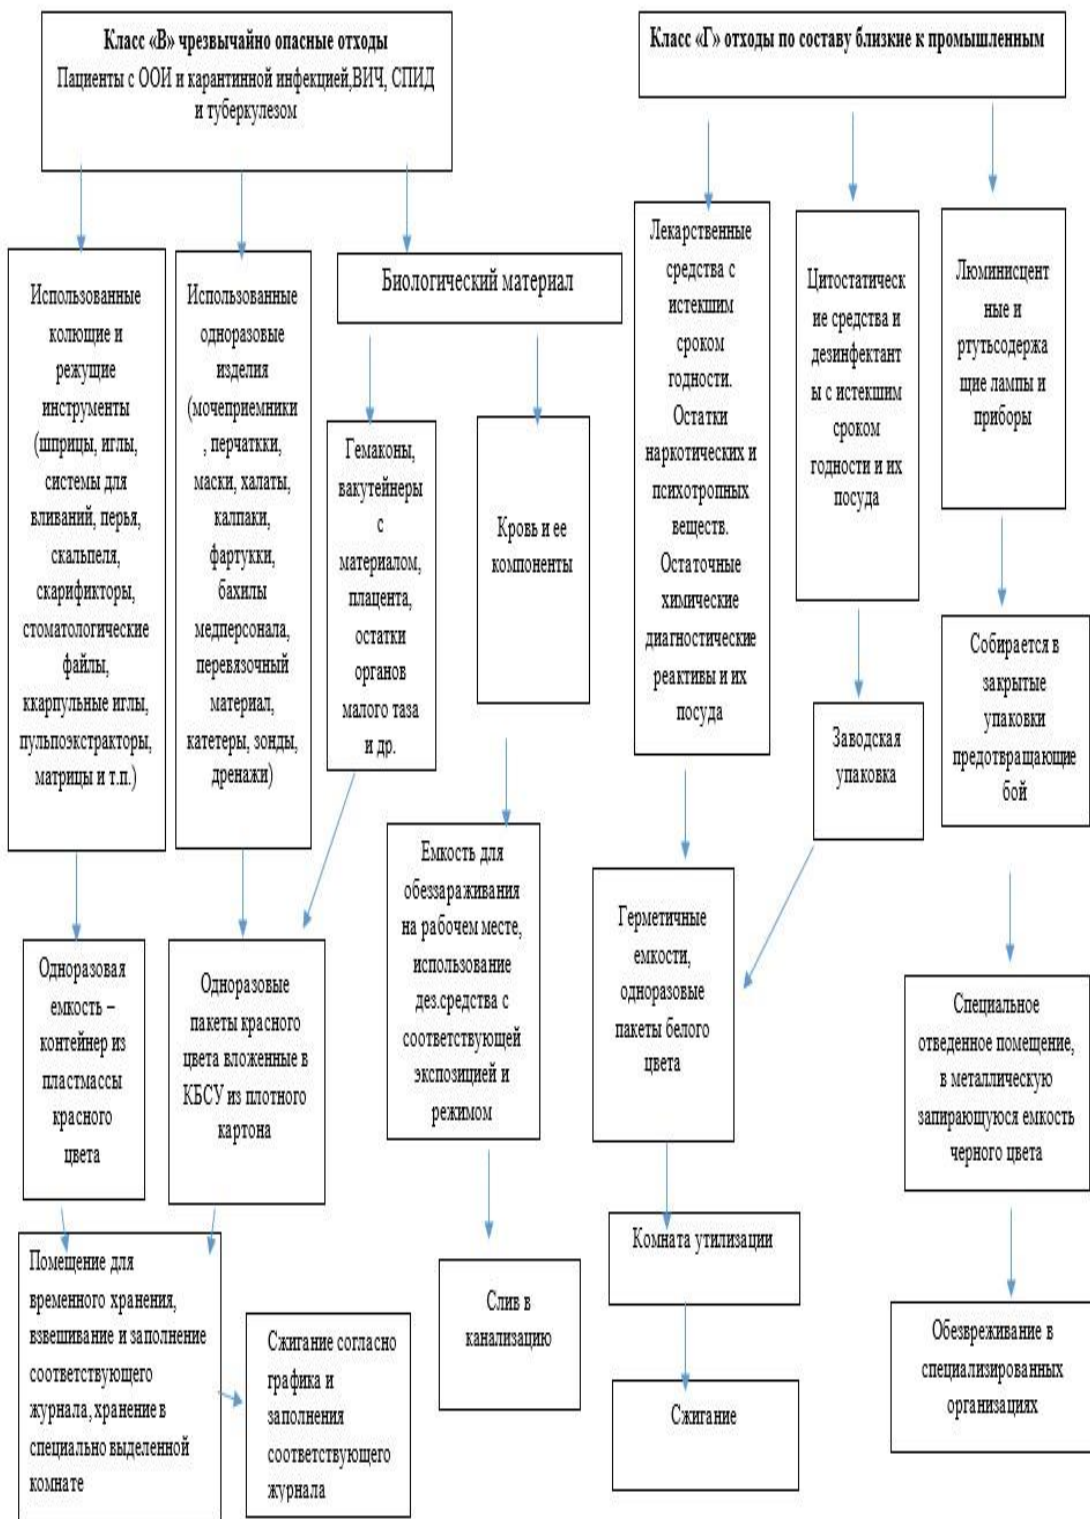 Класс «В» чрезвычайно опасные отходы
Пациенты с ООИ и карантинной инфекцией,ВИЧ, СПИД
и туберкулезом
Класс «Г» отходы по составу близкие к промышленным
Использованные
колющие и
режущие
инструменты
(шприцы, иглы,
системы для
вливаний, перья,
скальпеля,
скарификторы,
стоматологические
файлы,
ккарпульные иглы,
пульпоэкстракторы,
матрицы и т.п.)
Использованные
одноразовые
изделия
(мочеприемники
, перчаткки,
маски, халаты,
калпаки,
фартукки,
бахилы
медперсонала,
перевязочный
материал,
катетеры, зонды,
дренажи)
Биологический материал
Гемаконы,
вакутейнеры
с
материалом,
плацента,
остатки
органов
малого таза
и др.
Кровь и ее
компоненты
Лекарственные
средства с
истекшим
сроком
годности.
Остатки
наркотических и
психотропных
веществ.
Остаточные
химические
диагностические
реактивы и их
посуда
Цитостатическ
ие средства и
дезинфектант
ы с истекшим
сроком
годности и их
посуда
Люминисцент
ные и
ртутьсодержа
щие лампы и
приборы
Заводская
упаковка
Собирается в
закрытые
упаковки
предотвращающие
бой
Одноразовая
емкость –
контейнер из
пластмассы
красного
цвета
Одноразовые
пакеты красного
цвета вложенные в
КБСУ из плотного
картона
Емкость для
обеззараживания
на рабочем месте,
использование
дез.средства с
соответствующей
экспозицией и
режимом
Герметичные
емкости,
одноразовые
пакеты белого
цвета
Специальное
отведенное помещение,
в металлическую
запирающуюся емкость
черного цвета
Помещение для
временного хранения,
взвешивание и заполнение
соответствующего
журнала, хранение в
специально выделенной
комнате
Сжигание согласно
графика и
заполнения
соответствующего
журнала
Слив в
канализацию
Комната утилизации
Сжигание
Обезвреживание в
специализированных
организациях